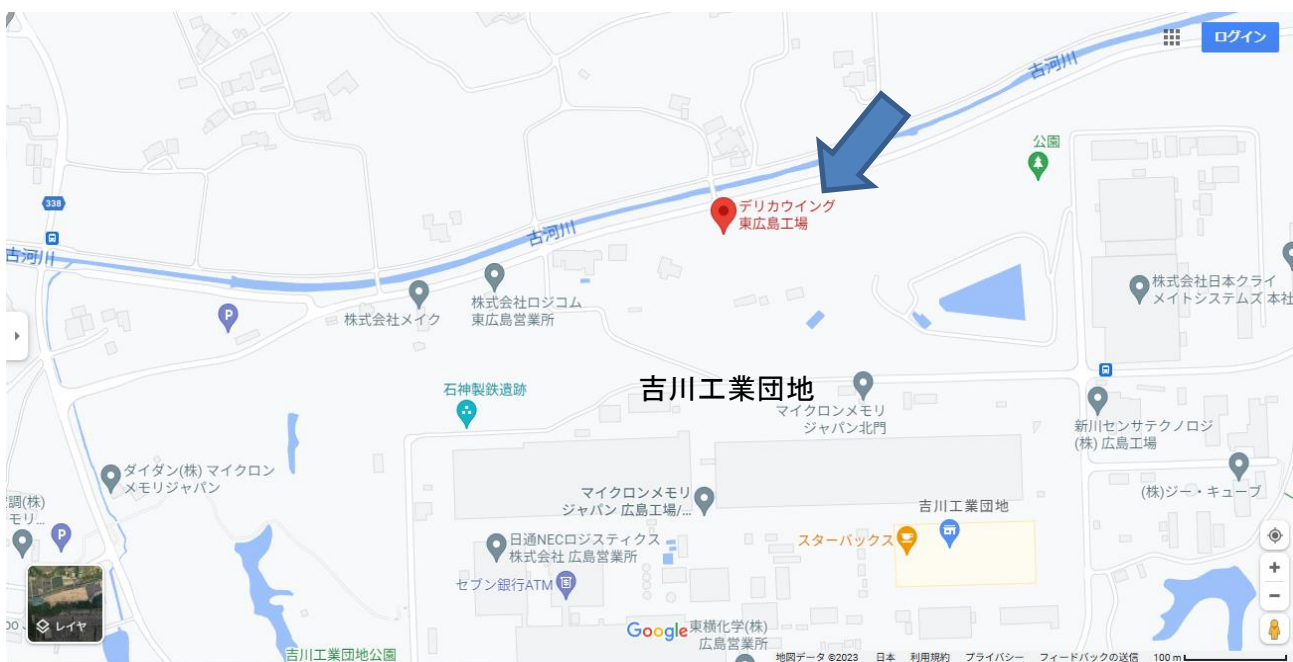 ログイン
古河川
公園
338
デリカウイング
東広島工場
古河川
古河川
株式会社日本クライ
メイトシステムズ 本社
株式会社ロジコム
東広島営業所
株式会社メイク
P
吉川工業団地
石神製鉄遺跡
マイクロンメモリ
ジャパン北門
新川センサテクノロジ
(株) 広島工場
ダイダン(株) マイクロン
メモリジャパン
(株)ジー・キューブ
調(株)
モリ...
マイクロンメモリ
ジャパン 広島工場/...
吉川工業団地
P
日通NECロジスティクス
株式会社 広島営業所
スターバックス
セブン銀行ATM
レイヤ
Google
東横化学(株)
広島営業所
吉川工業団地公園
地図データ ©2023 日本 利用規約 プライバシー フィードバックの送信 100 m